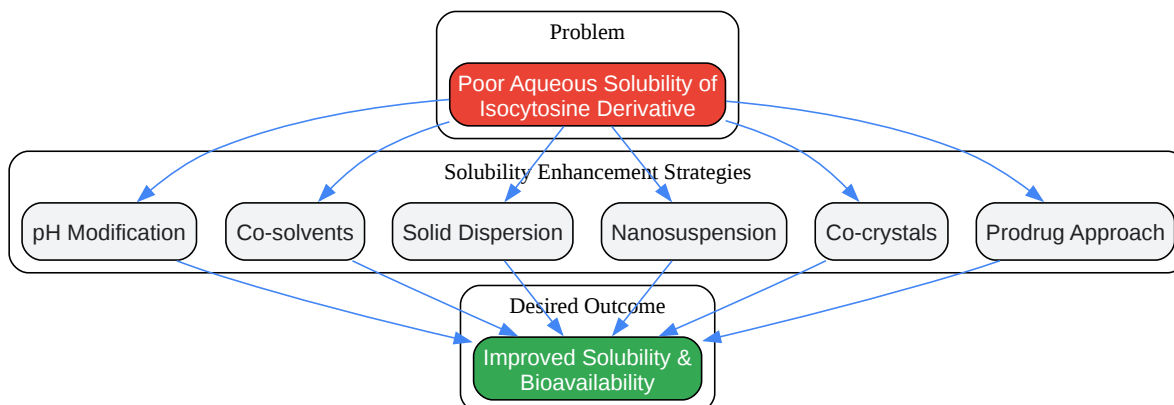 Problem
Poor Aqueous Solubility of
Isocytosine Derivative
Solubility Enhancement Strategies
pH Modification
Co-solvents
Solid Dispersion
Nanosuspension
Co-crystals
Prodrug Approach
Desired Outcome
Improved Solubility &
Bioavailability